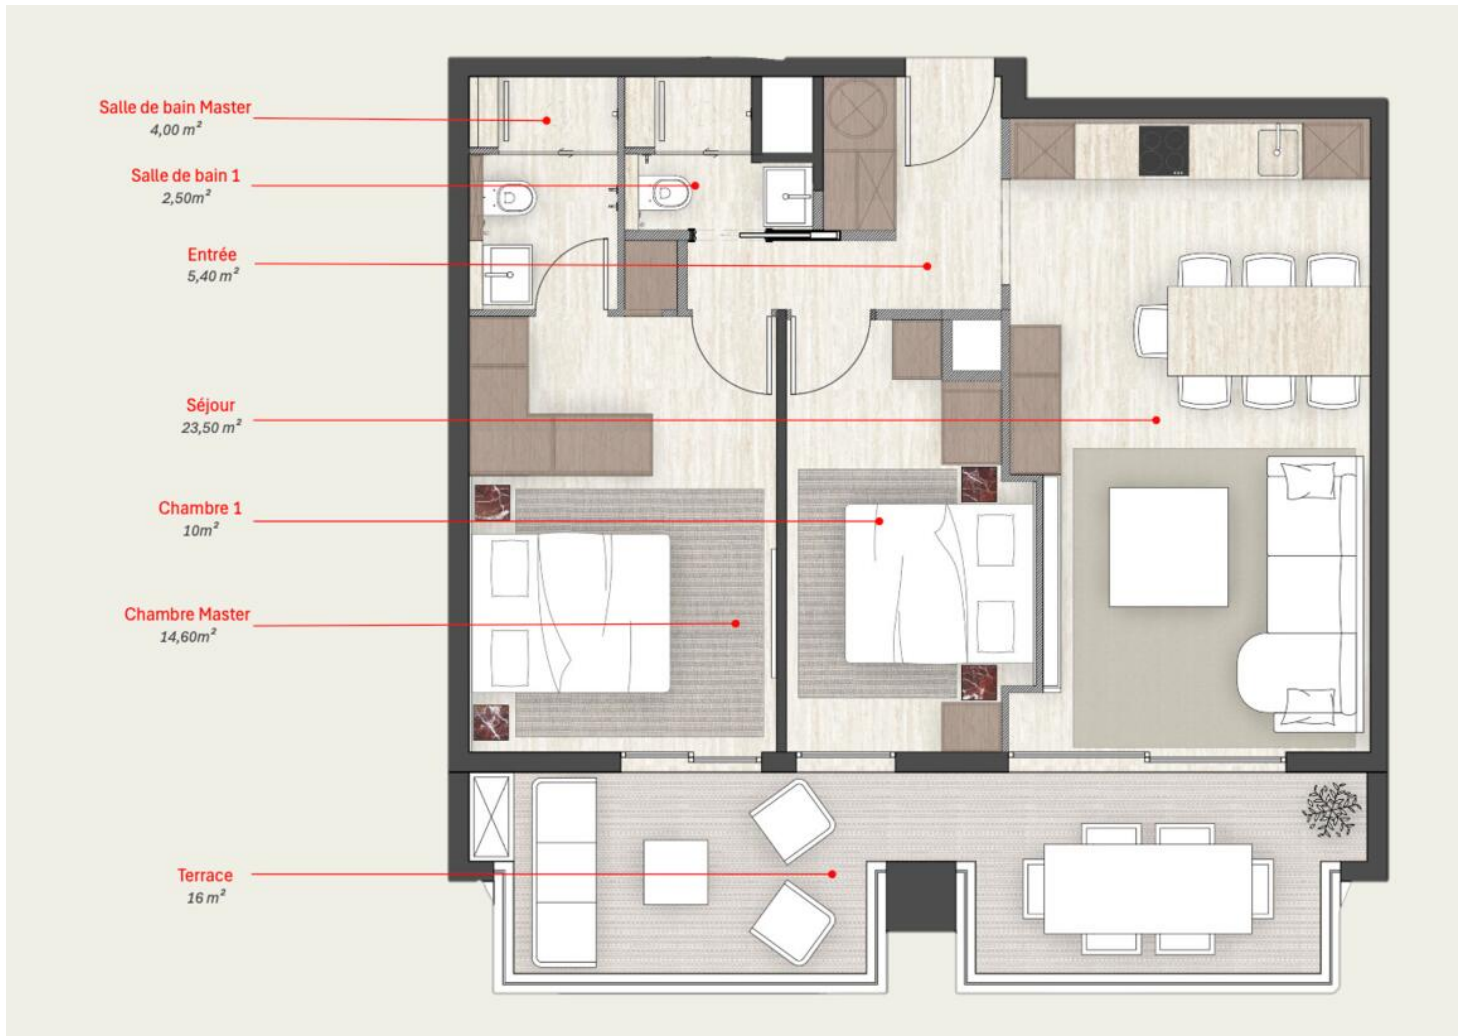 Salle de bain Master
4,00 m²
Salle de bain 1
2,50m²
Entrée
5,40 m²
Séjour
23,50 m²
Chambre 1
10m²
Chambre Master
14,60m²
Terrace
16 m²